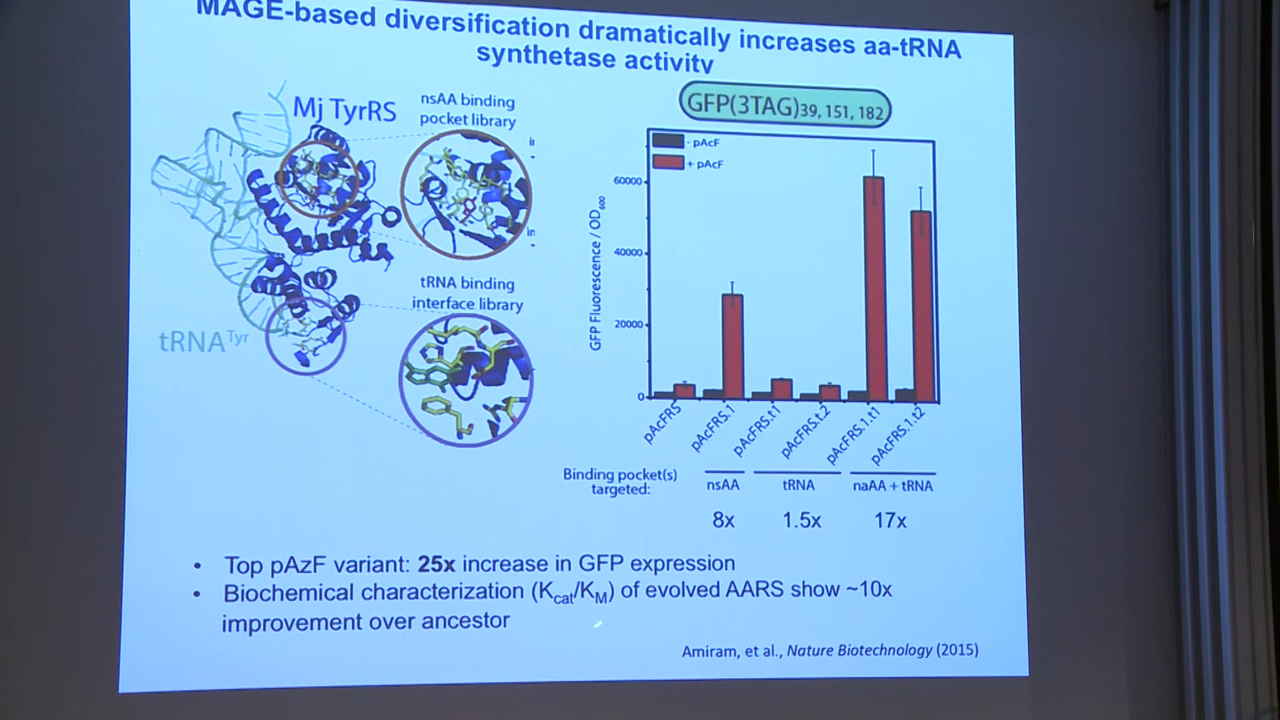 MAGE-based diversification dramatically increases aa-tRNA
synthetase activity
Mj TyrRS
nsAA binding
pocket library
tRNA binding
interface library
tRNATyr
GFP(3TAG)39, 151, 182
- pAcF
+ pAcF
GFP Fluorescence / OD600
60000
40000
20000
0
pAcFRS
pAcFRS.1
pAcFRS.t1
pAcFRS.t.2
pAcFRS.1.t1
pAcFRS.1.t2
Binding pocket(s)
targeted:
nsAA
tRNA
naAA + tRNA
8x
1.5x
17x
• Top pAzF variant: 25x increase in GFP expression
• Biochemical characterization (Kcat/KM) of evolved AARS show ~10x
improvement over ancestor
Amiram, et al., Nature Biotechnology (2015)